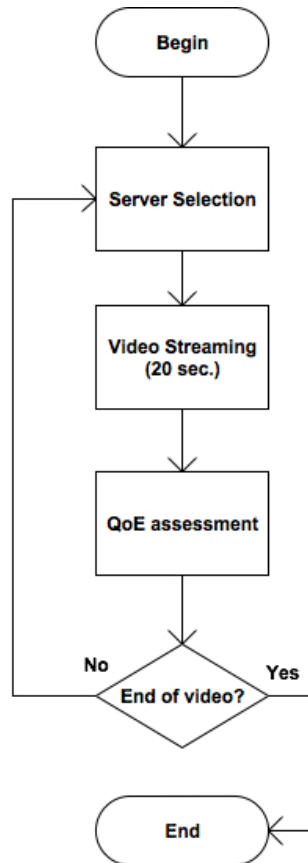 Begin
Server Selection
Video Streaming
(20 sec.)
QoE assessment
No
Yes
End of video?
End